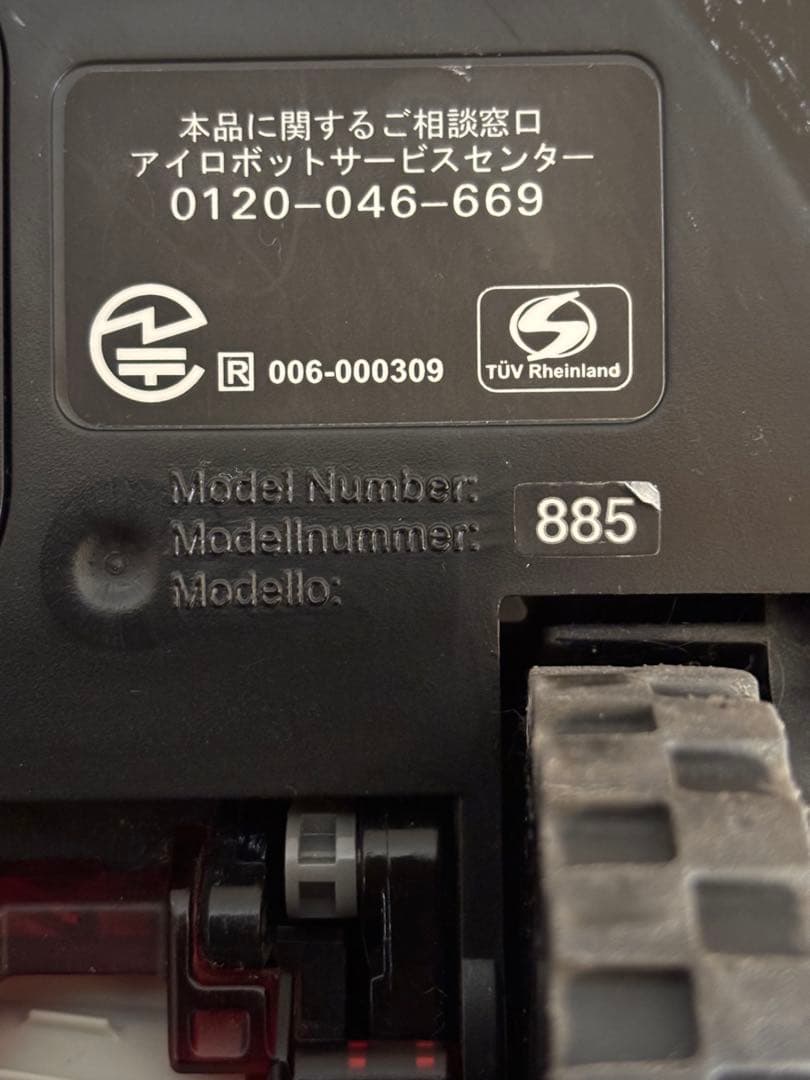 本品に関するご相談窓口
アイロボットサービスセンター
0120-046-669
R 006-000309
TÜV Rheinland
Model Number:
Modellnummer: 885
Modello: